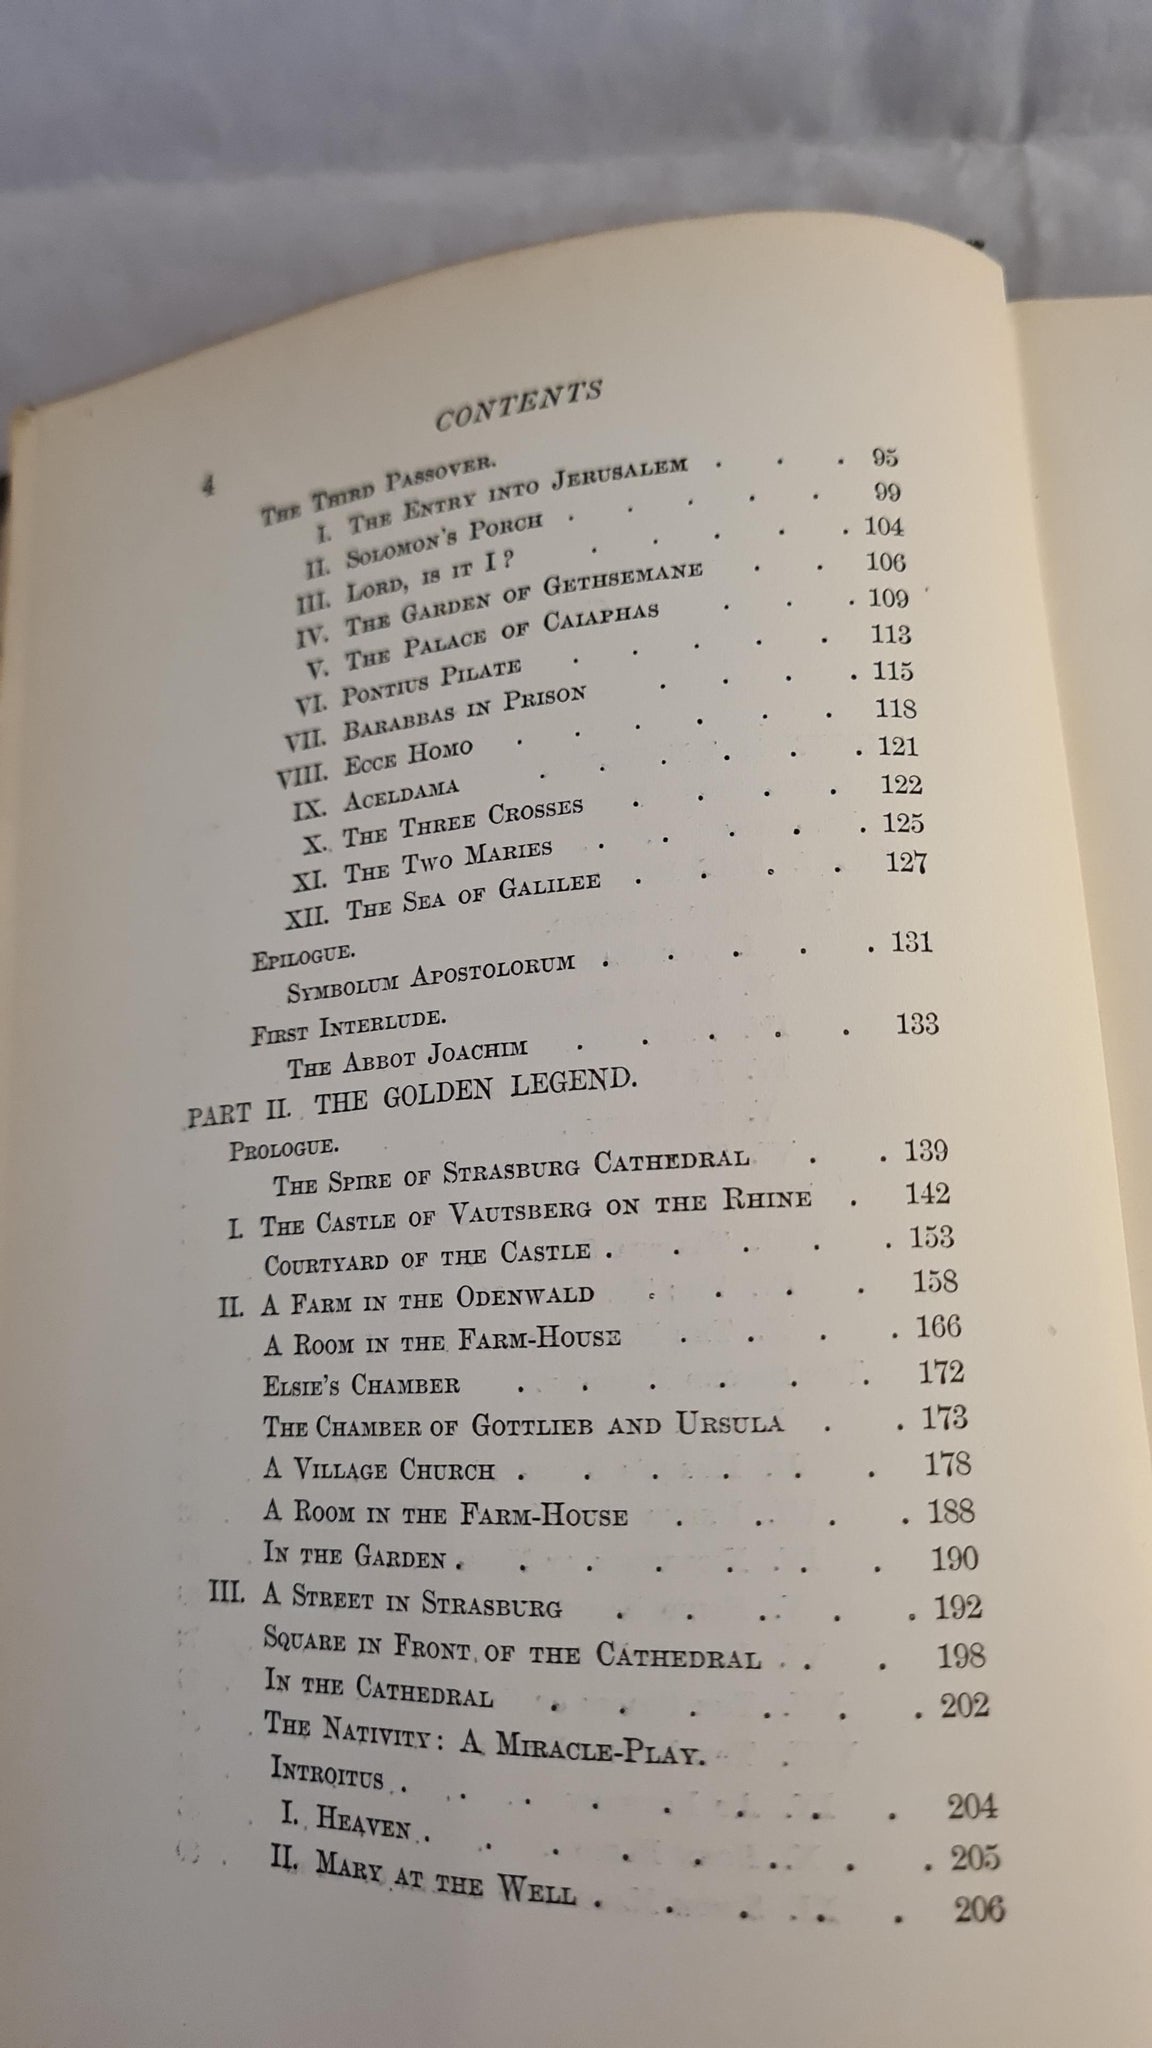 4
CONTENTS
THE THIRD PASSOVER.
I. THE ENTRY INTO JERUSALEM . . . 95
II. SOLOMON'S PORCH . . . . . 99
III. LORD, IS IT I? . . . . . 104
IV. THE GARDEN OF GETHSEMANE . . 106
V. THE PALACE OF CAIAPHAS . . . 109
VI. PONTIUS PILATE . . . . . 113
VII. BARABBAS IN PRISON . . . . 115
VIII. ECCE HOMO . . . . . . 118
IX. ACELDAMA . . . . . . 121
X. THE THREE CROSSES . . . . 122
XI. THE TWO MARIES . . . . . 125
XII. THE SEA OF GALILEE . . . . 127
EPILOGUE.
SYMBOLUM APOSTOLORUM . . . . . 131
FIRST INTERLUDE.
THE ABBOT JOACHIM . . . . . 133
PART II. THE GOLDEN LEGEND.
PROLOGUE.
THE SPIRE OF STRASBURG CATHEDRAL . . 139
I. THE CASTLE OF VAUTSBERG ON THE RHINE . 142
COURTYARD OF THE CASTLE . . . . . 153
II. A FARM IN THE ODENWALD . . . . 158
A ROOM IN THE FARM-HOUSE . . . . 166
ELSIE'S CHAMBER . . . . . . 172
THE CHAMBER OF GOTTLIEB AND URSULA . . 173
A VILLAGE CHURCH . . . . . . 178
A ROOM IN THE FARM-HOUSE . . . . 188
IN THE GARDEN . . . . . . . 190
III. A STREET IN STRASBURG . . . . . 192
SQUARE IN FRONT OF THE CATHEDRAL . . 198
IN THE CATHEDRAL . . . . . . 202
THE NATIVITY: A MIRACLE-PLAY.
INTROITUS . . . . . . . . 204
I. HEAVEN . . . . . . . . 205
II. MARY AT THE WELL . . . . . 206